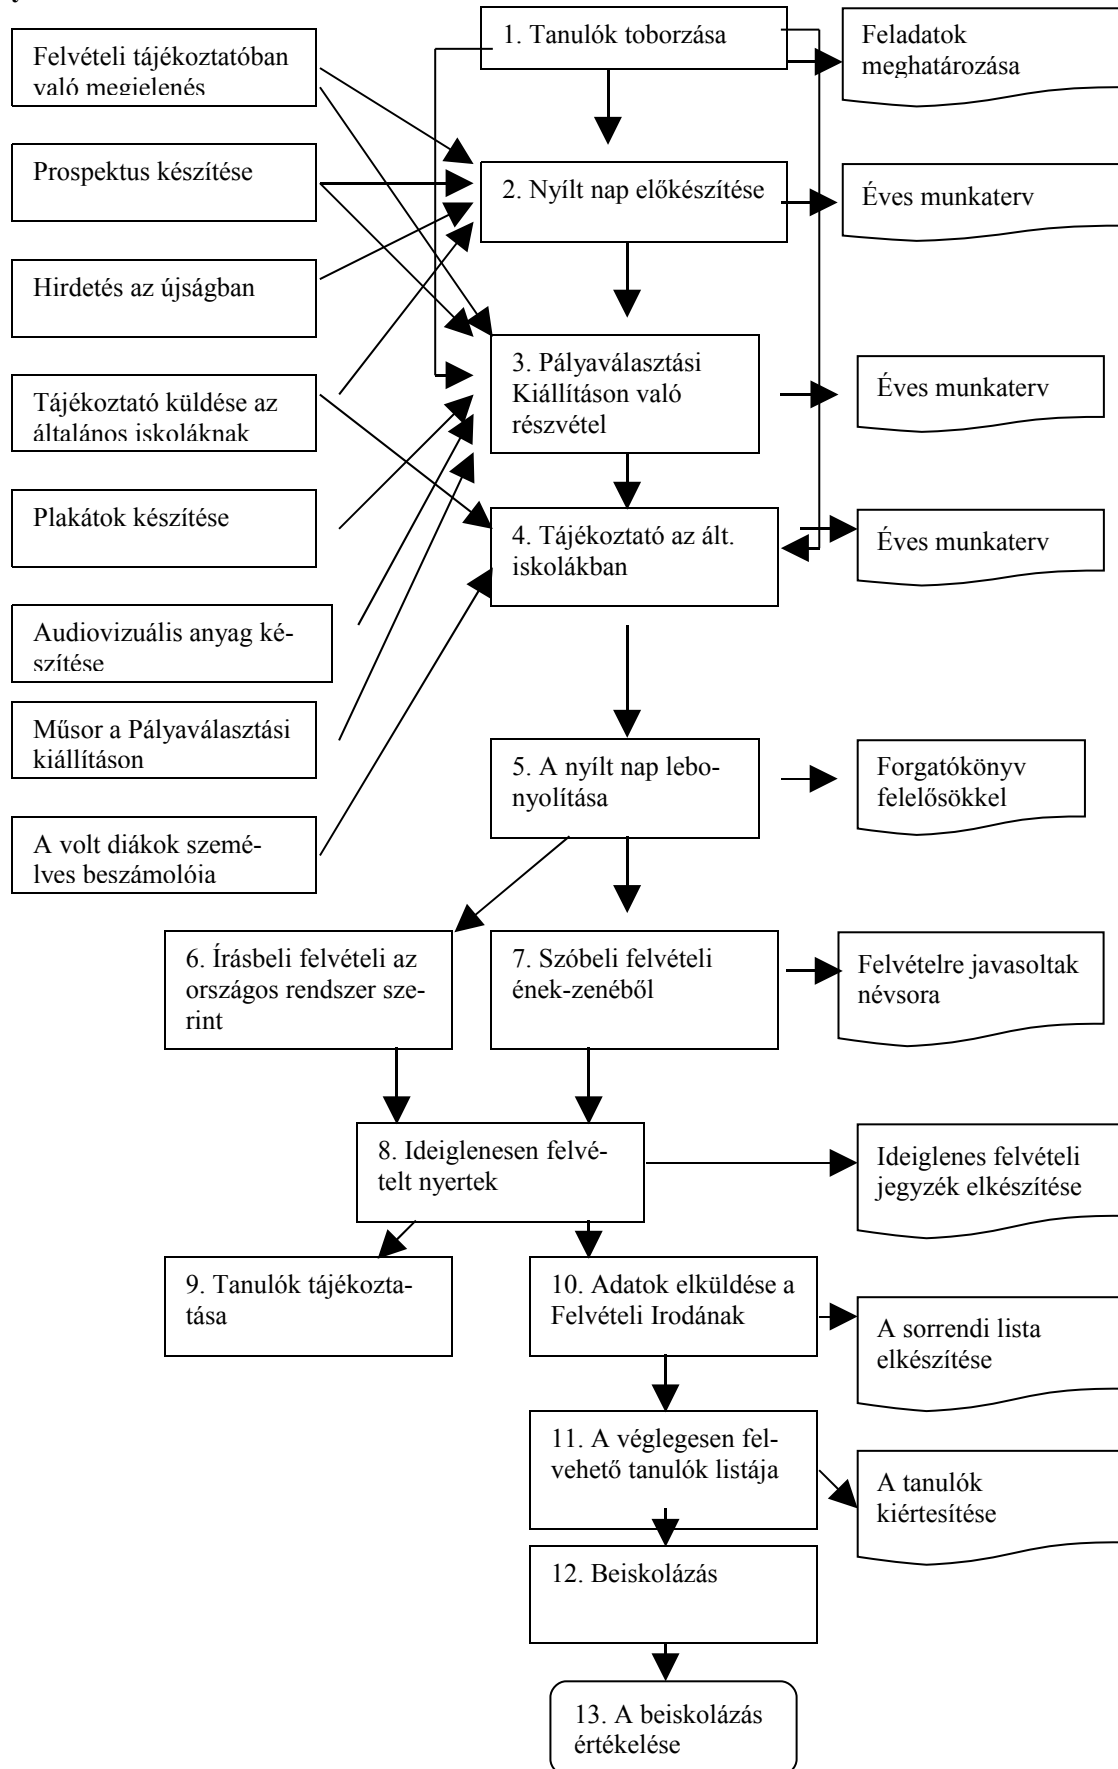 1. Tanulók toborzása
Feladatok
meghatározása
Felvételi tájékoztatóban
való megjelenés
Prospektus készítése
2. Nyílt nap előkészítése
Éves munkaterv
Hirdetés az újságban
3. Pályaválasztási
Kiállításon való
részvétel
Éves munkaterv
Tájékoztató küldése az
általános iskoláknak
Plakátok készítése
4. Tájékoztató az ált.
iskolákban
Éves munkaterv
Audiovizuális anyag ké-
szítése
Műsor a Pályaválasztási
kiállításon
5. A nyílt nap lebo-
nyolítása
Forgatókönyv
felelősökkel
A volt diákok szemé-
lyes beszámolója
6. Írásbeli felvételi az
országos rendszer sze-
rint
7. Szóbeli felvételi
ének-zenéből
Felvételre javasoltak
névsora
8. Ideiglenesen felvé-
telt nyertek
Ideiglenes felvételi
jegyzék elkészítése
9. Tanulók tájékozta-
tása
10. Adatok elküldése a
Felvételi Irodának
A sorrendi lista
elkészítése
11. A véglegesen fel-
vehető tanulók listája
A tanulók
kiértesítése
12. Beiskolázás
13. A beiskolázás
értékelése